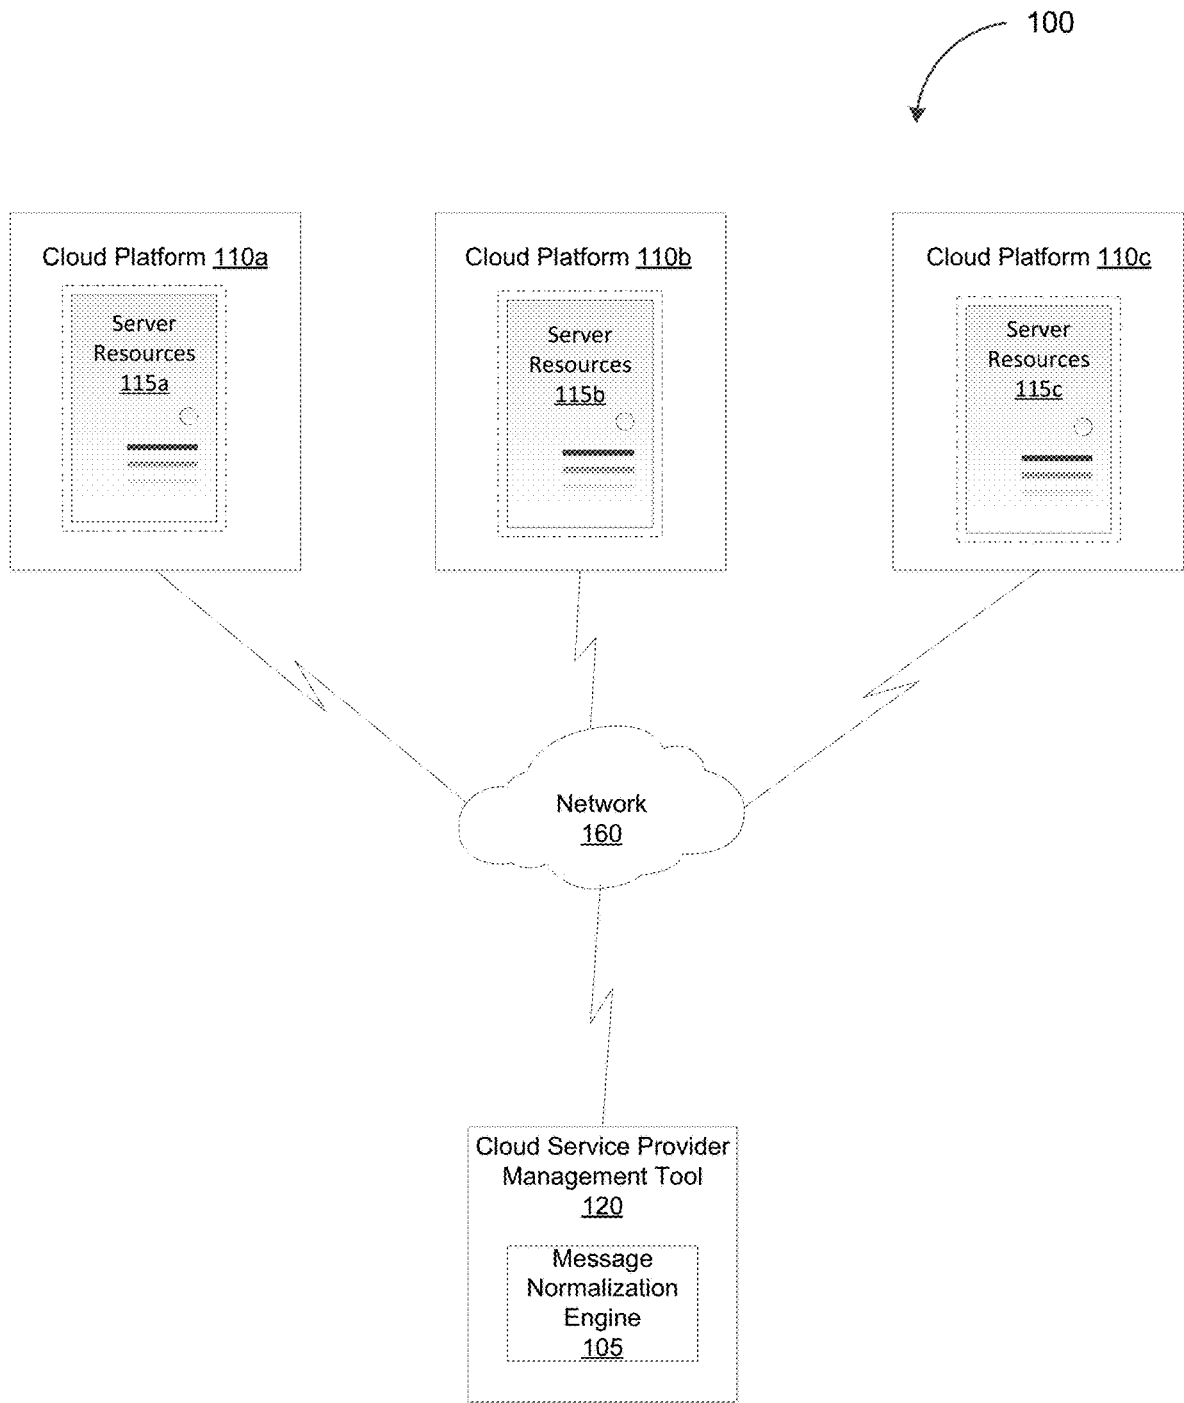 100
Cloud Platform 110a
Server
Resources
115a
Cloud Platform 110b
Server
Resources
115b
Cloud Platform 110c
Server
Resources
115c
Network
160
Cloud Service Provider
Management Tool
120
Message
Normalization
Engine
105